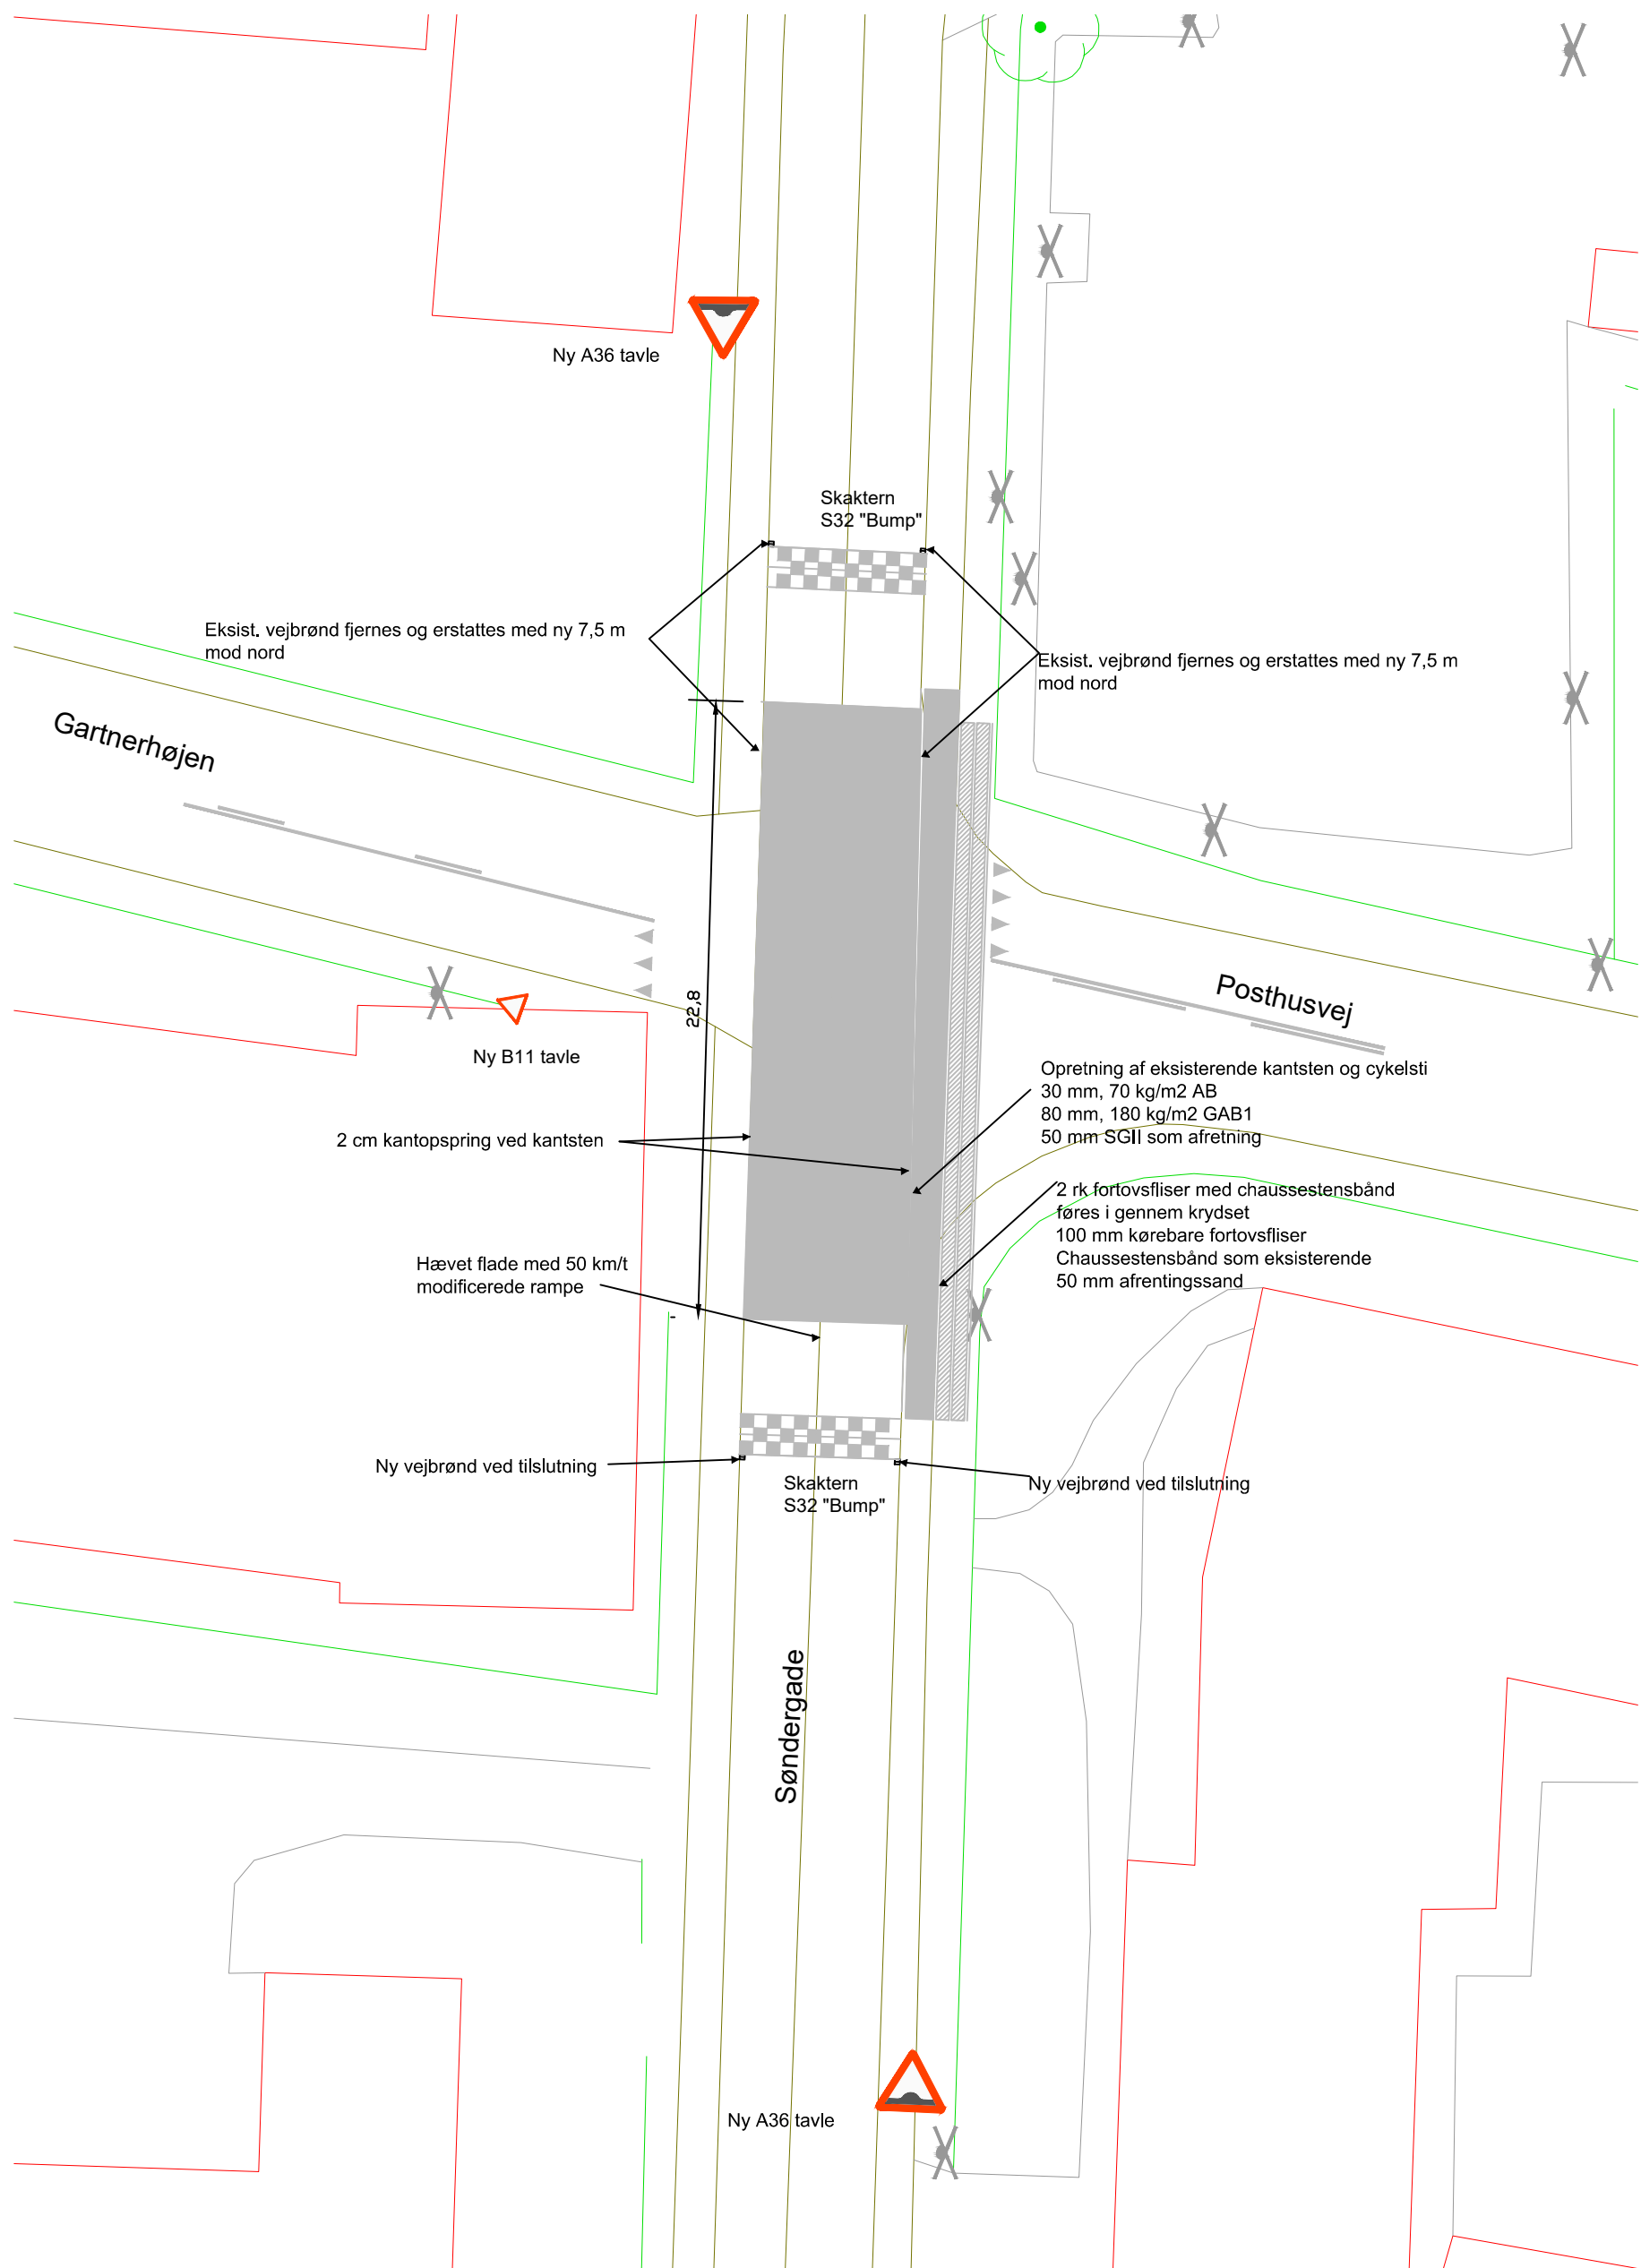 Ny A36 tavle
Skaktern
S32 "Bump"
Eksist. vejbrønd fjernes og erstattes med ny 7,5 m
mod nord
Eksist. vejbrønd fjernes og erstattes med ny 7,5 m
mod nord
Gartnerhøjen
Posthusvej
22,8
Ny B11 tavle
Opretning af eksisterende kantsten og cykelsti
30 mm, 70 kg/m2 AB
80 mm, 180 kg/m2 GAB1
50 mm SGII som afretning
2 cm kantopspring ved kantsten
2 rk fortovsfliser med chaussestensbånd
føres i gennem krydset
100 mm kørebare fortovsfliser
Chaussestensbånd som eksisterende
50 mm afrentingssand
Hævet flade med 50 km/t
modificerede rampe
Ny vejbrønd ved tilslutning
Skaktern
S32 "Bump"
Ny vejbrønd ved tilslutning
Søndergade
Ny A36 tavle